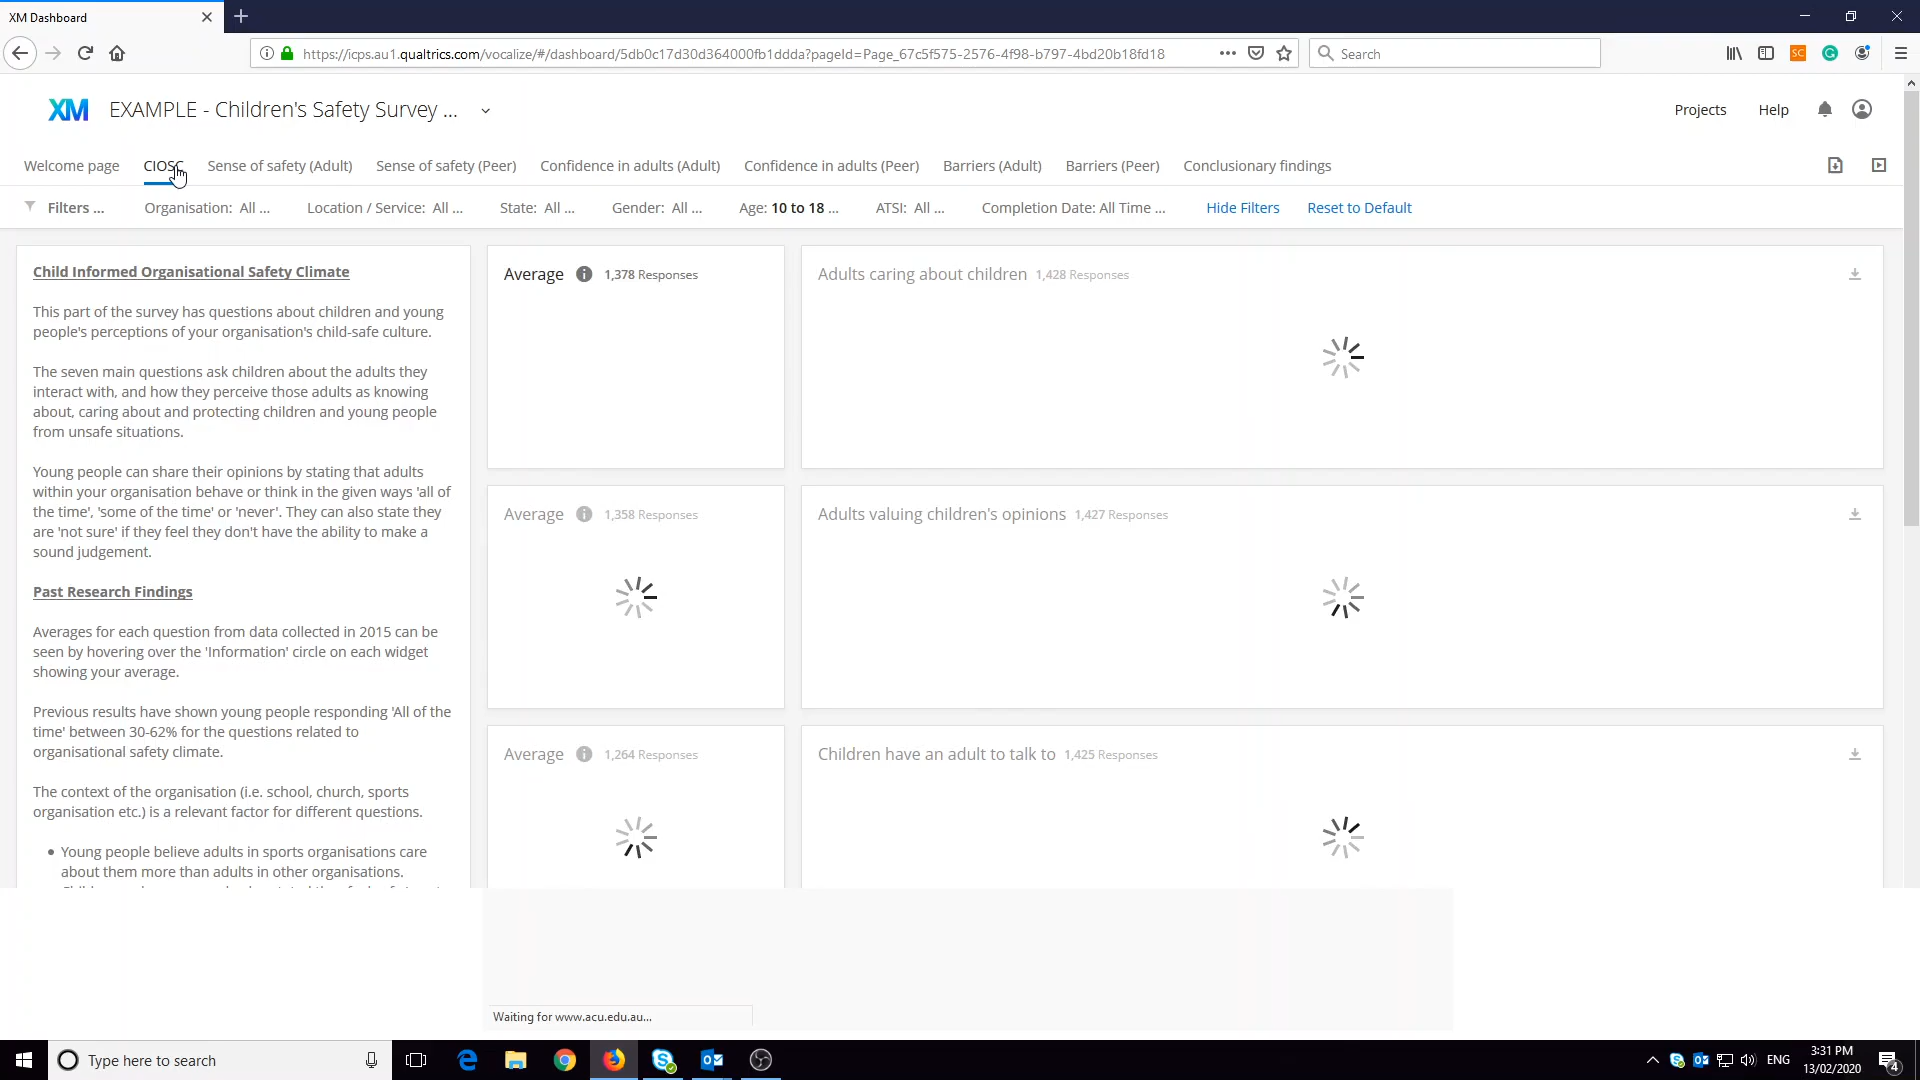 XM Dashboard
https://icps.au1.qualtrics.com/vocalize/#/dashboard/5db0c17d30d364000fb1ddda?pageId=Page_67c5f575-2576-4f98-b797-4bd20b18fd18
Search
XM EXAMPLE - Children's Safety Survey ...
Projects Help
Welcome page CIOSC Sense of safety (Adult) Sense of safety (Peer) Confidence in adults (Adult) Confidence in adults (Peer) Barriers (Adult) Barriers (Peer) Conclusionary findings
Filters ... Organisation: All ... Location / Service: All ... State: All ... Gender: All ... Age: 10 to 18 ... ATSI: All ... Completion Date: All Time ... Hide Filters Reset to Default
Child Informed Organisational Safety Climate
This part of the survey has questions about children and young
people's perceptions of your organisation's child-safe culture.
The seven main questions ask children about the adults they
interact with, and how they perceive those adults as knowing
about, caring about and protecting children and young people
from unsafe situations.
Young people can share their opinions by stating that adults
within your organisation behave or think in the given ways 'all of
the time', 'some of the time' or 'never'. They can also state they
are 'not sure' if they feel they don't have the ability to make a
sound judgement.
Past Research Findings
Averages for each question from data collected in 2015 can be
seen by hovering over the 'Information' circle on each widget
showing your average.
Previous results have shown young people responding 'All of the
time' between 30-62% for the questions related to
organisational safety climate.
The context of the organisation (i.e. school, church, sports
organisation etc.) is a relevant factor for different questions.
• Young people believe adults in sports organisations care
about them more than adults in other organisations.
Average 1,378 Responses
Adults caring about children 1,428 Responses
Average 1,358 Responses
Adults valuing children's opinions 1,427 Responses
Average 1,264 Responses
Children have an adult to talk to 1,425 Responses
Waiting for www.acu.edu.au...
Type here to search
SC
ENG
3:31 PM
13/02/2020
4